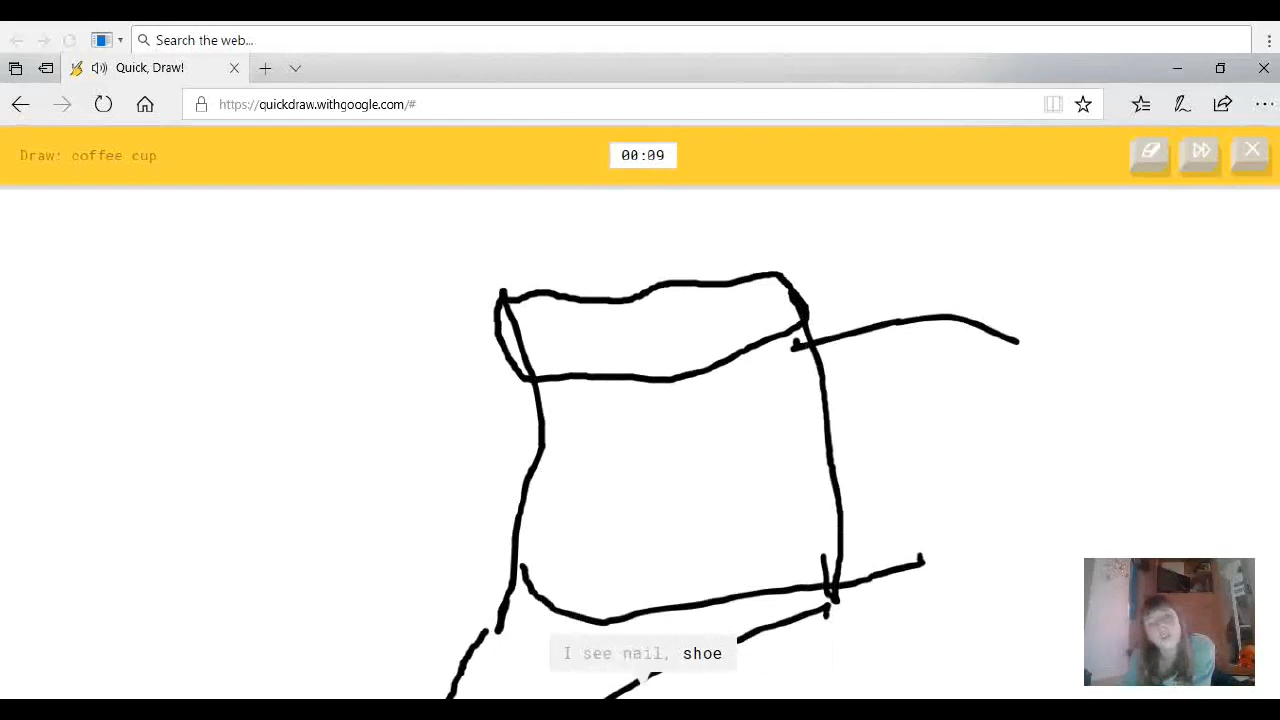 Search the web...
Quick, Draw!
https://quickdraw.withgoogle.com/#
Draw: coffee cup
00:09
I see nail, shoe